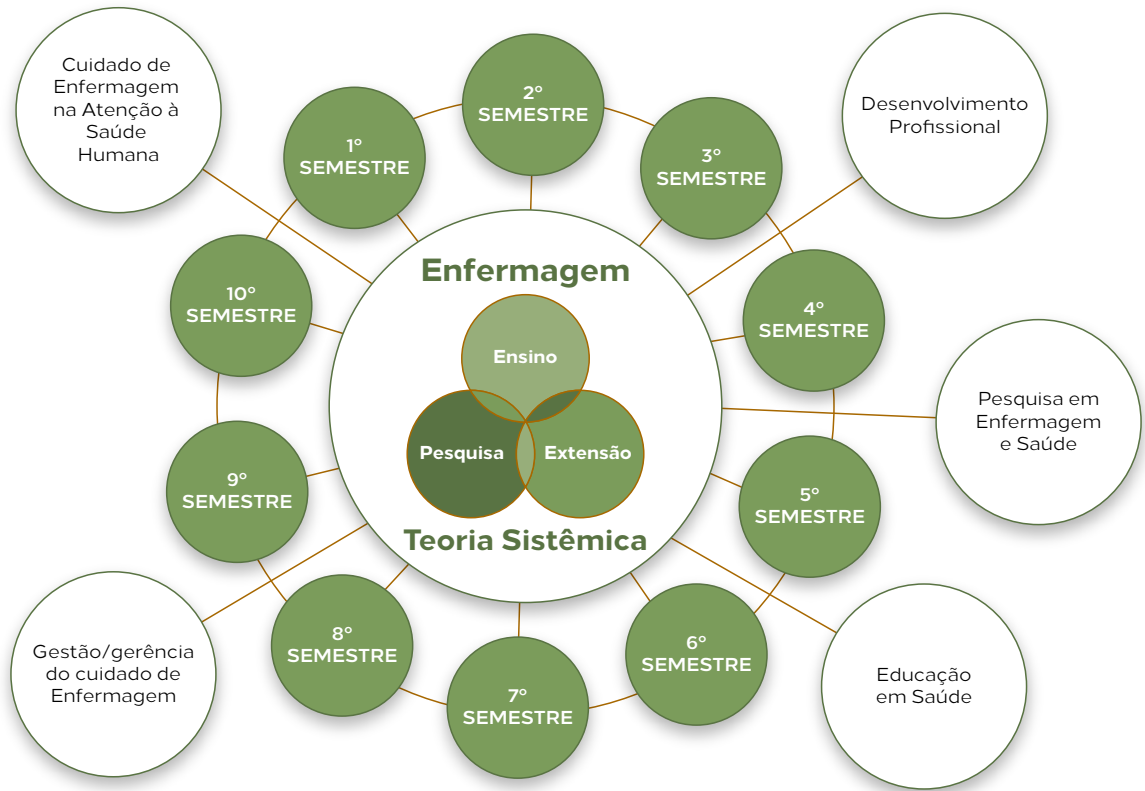 Cuidado de
Enfermagem
na Atenção à
Saúde
Humana
1º
SEMESTRE
2º
SEMESTRE
3º
SEMESTRE
Desenvolvimento
Profissional
10º
SEMESTRE
Enfermagem
4º
SEMESTRE
Ensino
Pesquisa
Extensão
Pesquisa em
Enfermagem
e Saúde
9º
SEMESTRE
Teoria Sistêmica
5º
SEMESTRE
Gestão/gerência
do cuidado de
Enfermagem
8º
SEMESTRE
7º
SEMESTRE
6º
SEMESTRE
Educação
em Saúde